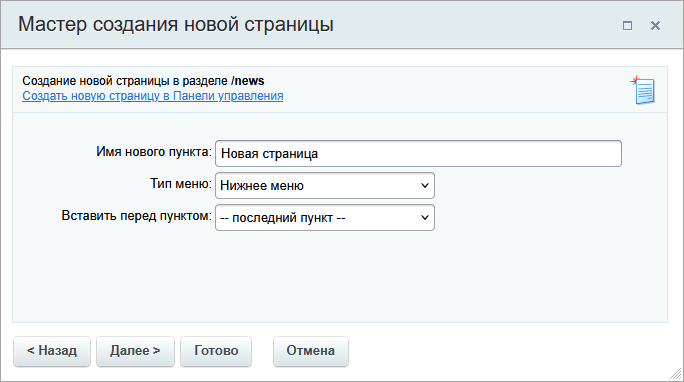 Мастер создания новой страницы
Создание новой страницы в разделе /news
Создать новую страницу в Панели управления
Имя нового пункта: Новая страница
Тип меню: Нижнее меню
Вставить перед пунктом: -- последний пункт --
< Назад Далее > Готово Отмена